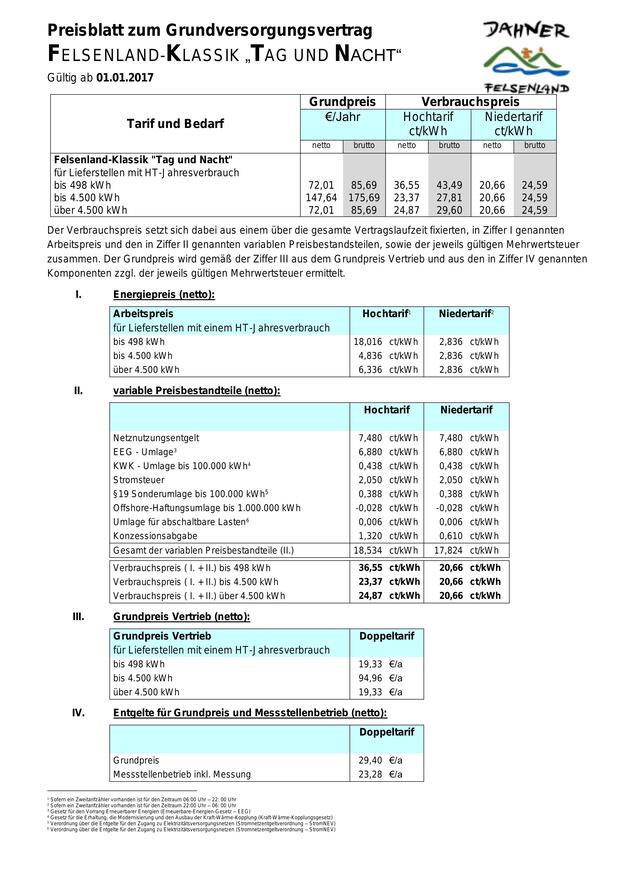 Preisblatt zum Grundversorgungsvertrag
FELSENLAND-KLASSIK „TAG UND NACHT“
Gültig ab 01.01.2017
DAHNER
FELSENLAND
Tarif und Bedarf Grundpreis Verbrauchspreis
€/Jahr Hochtarif ct/kWh Niedertarif ct/kWh
netto brutto netto brutto netto brutto
Felsenland-Klassik "Tag und Nacht"
für Lieferstellen mit HT-Jahresverbrauch
bis 498 kWh 72,01 85,69 36,55 43,49 20,66 24,59
bis 4.500 kWh 147,64 175,69 23,37 27,81 20,66 24,59
über 4.500 kWh 72,01 85,69 24,87 29,60 20,66 24,59
Der Verbrauchspreis setzt sich dabei aus einem über die gesamte Vertragslaufzeit fixierten, in Ziffer I genannten
Arbeitspreis und den in Ziffer II genannten variablen Preisbestandteilen, sowie der jeweils gültigen Mehrwertsteuer
zusammen. Der Grundpreis wird gemäß der Ziffer III aus dem Grundpreis Vertrieb und aus den in Ziffer IV genannten
Komponenten zzgl. der jeweils gültigen Mehrwertsteuer ermittelt.
I. Energiepreis (netto):
Arbeitspreis Hochtarif¹ Niedertarif²
für Lieferstellen mit einem HT-Jahresverbrauch
bis 498 kWh 18,016 ct/kWh 2,836 ct/kWh
bis 4.500 kWh 4,836 ct/kWh 2,836 ct/kWh
über 4.500 kWh 6,336 ct/kWh 2,836 ct/kWh
II. variable Preisbestandteile (netto):
Hochtarif Niedertarif
Netznutzungsentgelt 7,480 ct/kWh 7,480 ct/kWh
EEG - Umlage³ 6,880 ct/kWh 6,880 ct/kWh
KWK - Umlage bis 100.000 kWh⁴ 0,438 ct/kWh 0,438 ct/kWh
Stromsteuer 2,050 ct/kWh 2,050 ct/kWh
§19 Sonderumlage bis 100.000 kWh⁵ 0,388 ct/kWh 0,388 ct/kWh
Offshore-Haftungsumlage bis 1.000.000 kWh -0,028 ct/kWh -0,028 ct/kWh
Umlage für abschaltbare Lasten⁶ 0,006 ct/kWh 0,006 ct/kWh
Konzessionsabgabe 1,320 ct/kWh 0,610 ct/kWh
Gesamt der variablen Preisbestandteile (II.) 18,534 ct/kWh 17,824 ct/kWh
Verbrauchspreis ( I. + II.) bis 498 kWh 36,55 ct/kWh 20,66 ct/kWh
Verbrauchspreis ( I. + II.) bis 4.500 kWh 23,37 ct/kWh 20,66 ct/kWh
Verbrauchspreis ( I. + II.) über 4.500 kWh 24,87 ct/kWh 20,66 ct/kWh
III. Grundpreis Vertrieb (netto):
Grundpreis Vertrieb Doppeltarif
für Lieferstellen mit einem HT-Jahresverbrauch
bis 498 kWh 19,33 €/a
bis 4.500 kWh 94,96 €/a
über 4.500 kWh 19,33 €/a
IV. Entgelte für Grundpreis und Messstellenbetrieb (netto):
Doppeltarif
Grundpreis 29,40 €/a
Messstellenbetrieb inkl. Messung 23,28 €/a
¹ Sofern ein Zweitarifzähler vorhanden ist für den Zeitraum 06:00 Uhr – 22: 00 Uhr
² Sofern ein Zweitarifzähler vorhanden ist für den Zeitraum 22:00 Uhr – 06: 00 Uhr
³ Gesetz für den Vorrang Erneuerbarer Energien (Erneuerbare-Energien-Gesetz – EEG)
⁴ Gesetz für die Erhaltung, die Modernisierung und den Ausbau der Kraft-Wärme-Kopplung (Kraft-Wärme-Kopplungsgesetz)
⁵ Verordnung über die Entgelte für den Zugang zu Elektrizitätsversorgungsnetzen (Stromnetzentgeltverordnung – StromNEV)
⁶ Verordnung über die Entgelte für den Zugang zu Elektrizitätsversorgungsnetzen (Stromnetzentgeltverordnung – StromNEV)